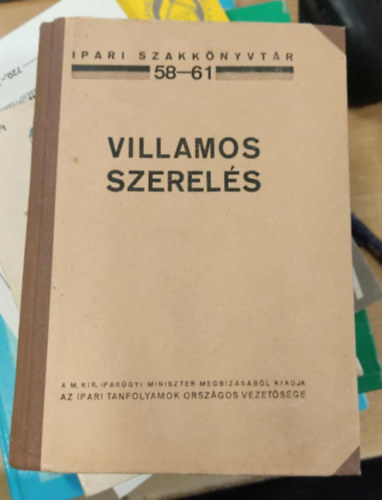 IPARI SZAKKÖNYVTÁR
58—61
VILLAMOS
SZERELÉS
A M. KIR. IPARÜGYI MINISZTER MEGBIZÁSÁBÓL KIADJA
AZ IPARI TANFOLYAMOK ORSZÁGOS VEZETŐSÉGE